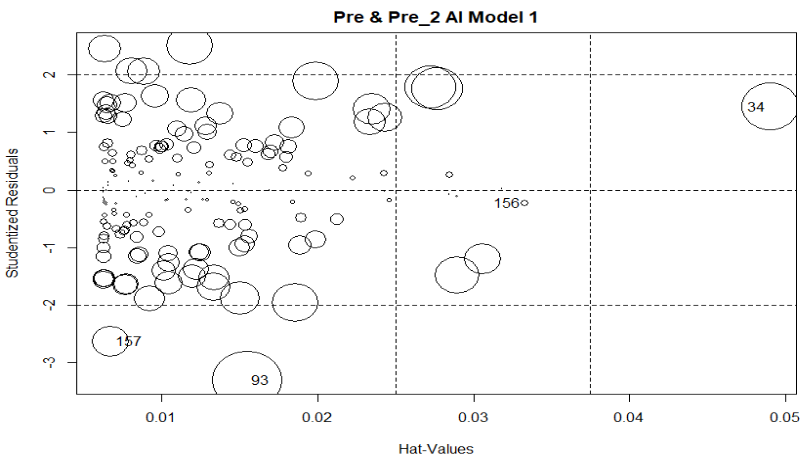 Pre & Pre_2 AI Model 1
Studentized Residuals
2
1
0
-1
-2
-3
34
156
157
93
0.01 0.02 0.03 0.04 0.05
Hat-Values